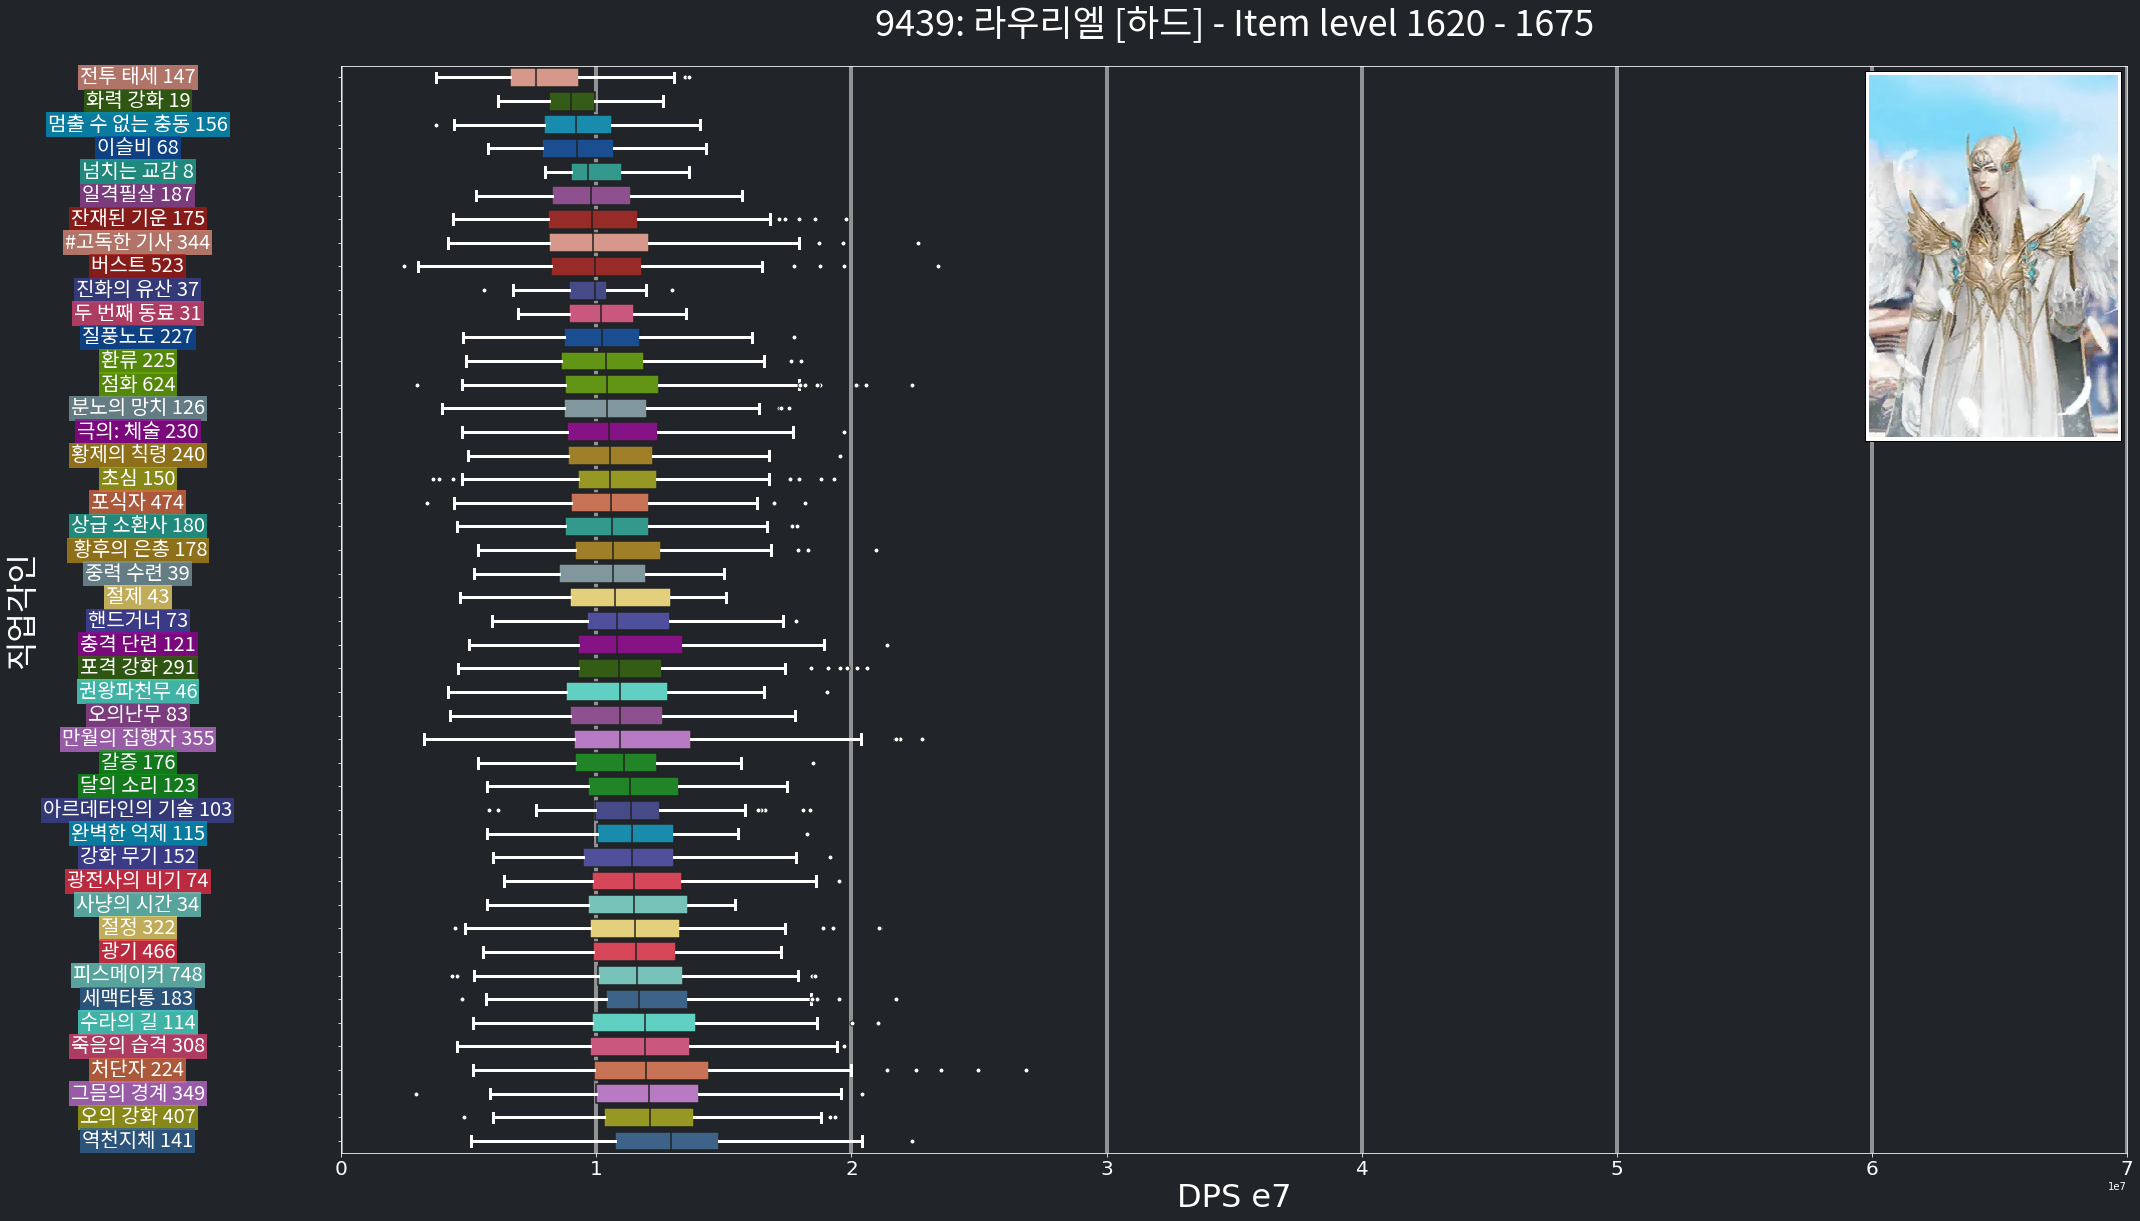 9439: 라우리엘 [하드] - Item level 1620 - 1675
전투 태세 147
화력 강화 19
멈출 수 없는 충동 156
이슬비 68
넘치는 교감 8
일격필살 187
잔재된 기운 175
#고독한 기사 344
버스트 523
진화의 유산 37
두 번째 동료 31
질풍노도 227
환류 225
점화 624
분노의 망치 126
극의: 체술 230
황제의 칙령 240
초심 150
포식자 474
상급 소환사 180
황후의 은총 178
중력 수련 39
절제 43
핸드거너 73
충격 단련 121
포격 강화 291
권왕파천무 46
오의난무 83
만월의 집행자 355
갈증 176
달의 소리 123
아르데타인의 기술 103
완벽한 억제 115
강화 무기 152
광전사의 비기 74
사냥의 시간 34
절정 322
광기 466
피스메이커 748
세맥타통 183
수라의 길 114
죽음의 습격 308
처단자 224
그믐의 경계 349
오의 강화 407
역천지체 141
직업각인
0 1 2 3 4 5 6 7
1e7
DPS e7